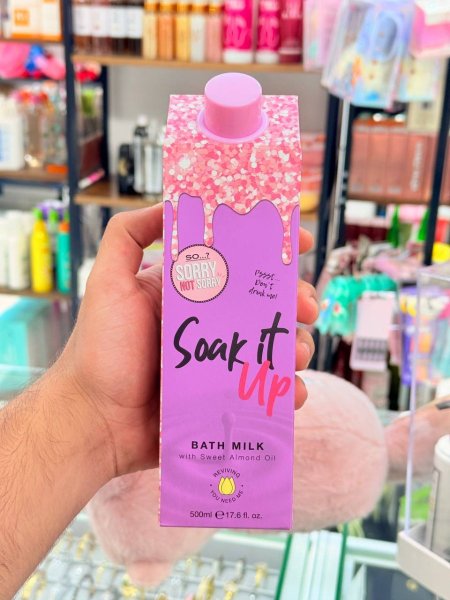 SO...?
SORRY
NOT SORRY
Pssst...
Don't
drink me!
Soak it
Up
BATH MILK
with Sweet Almond Oil
REVIVING
• YOU NEED ME •
500ml ℮ 17.6 fl. oz.